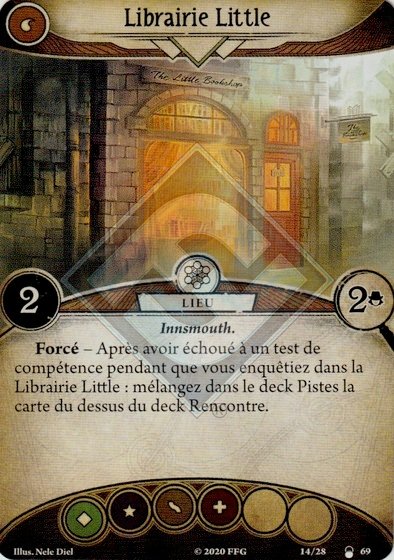 Librairie Little
The Little Bookshop
The
2
LIEU
2
Innsmouth.
Forcé – Après avoir échoué à un test de
compétence pendant que vous enquêtiez dans la
Librairie Little : mélangez dans le deck Pistes la
carte du dessus du deck Rencontre.
Illus. Nele Diel
© 2020 FFG
14/28
69